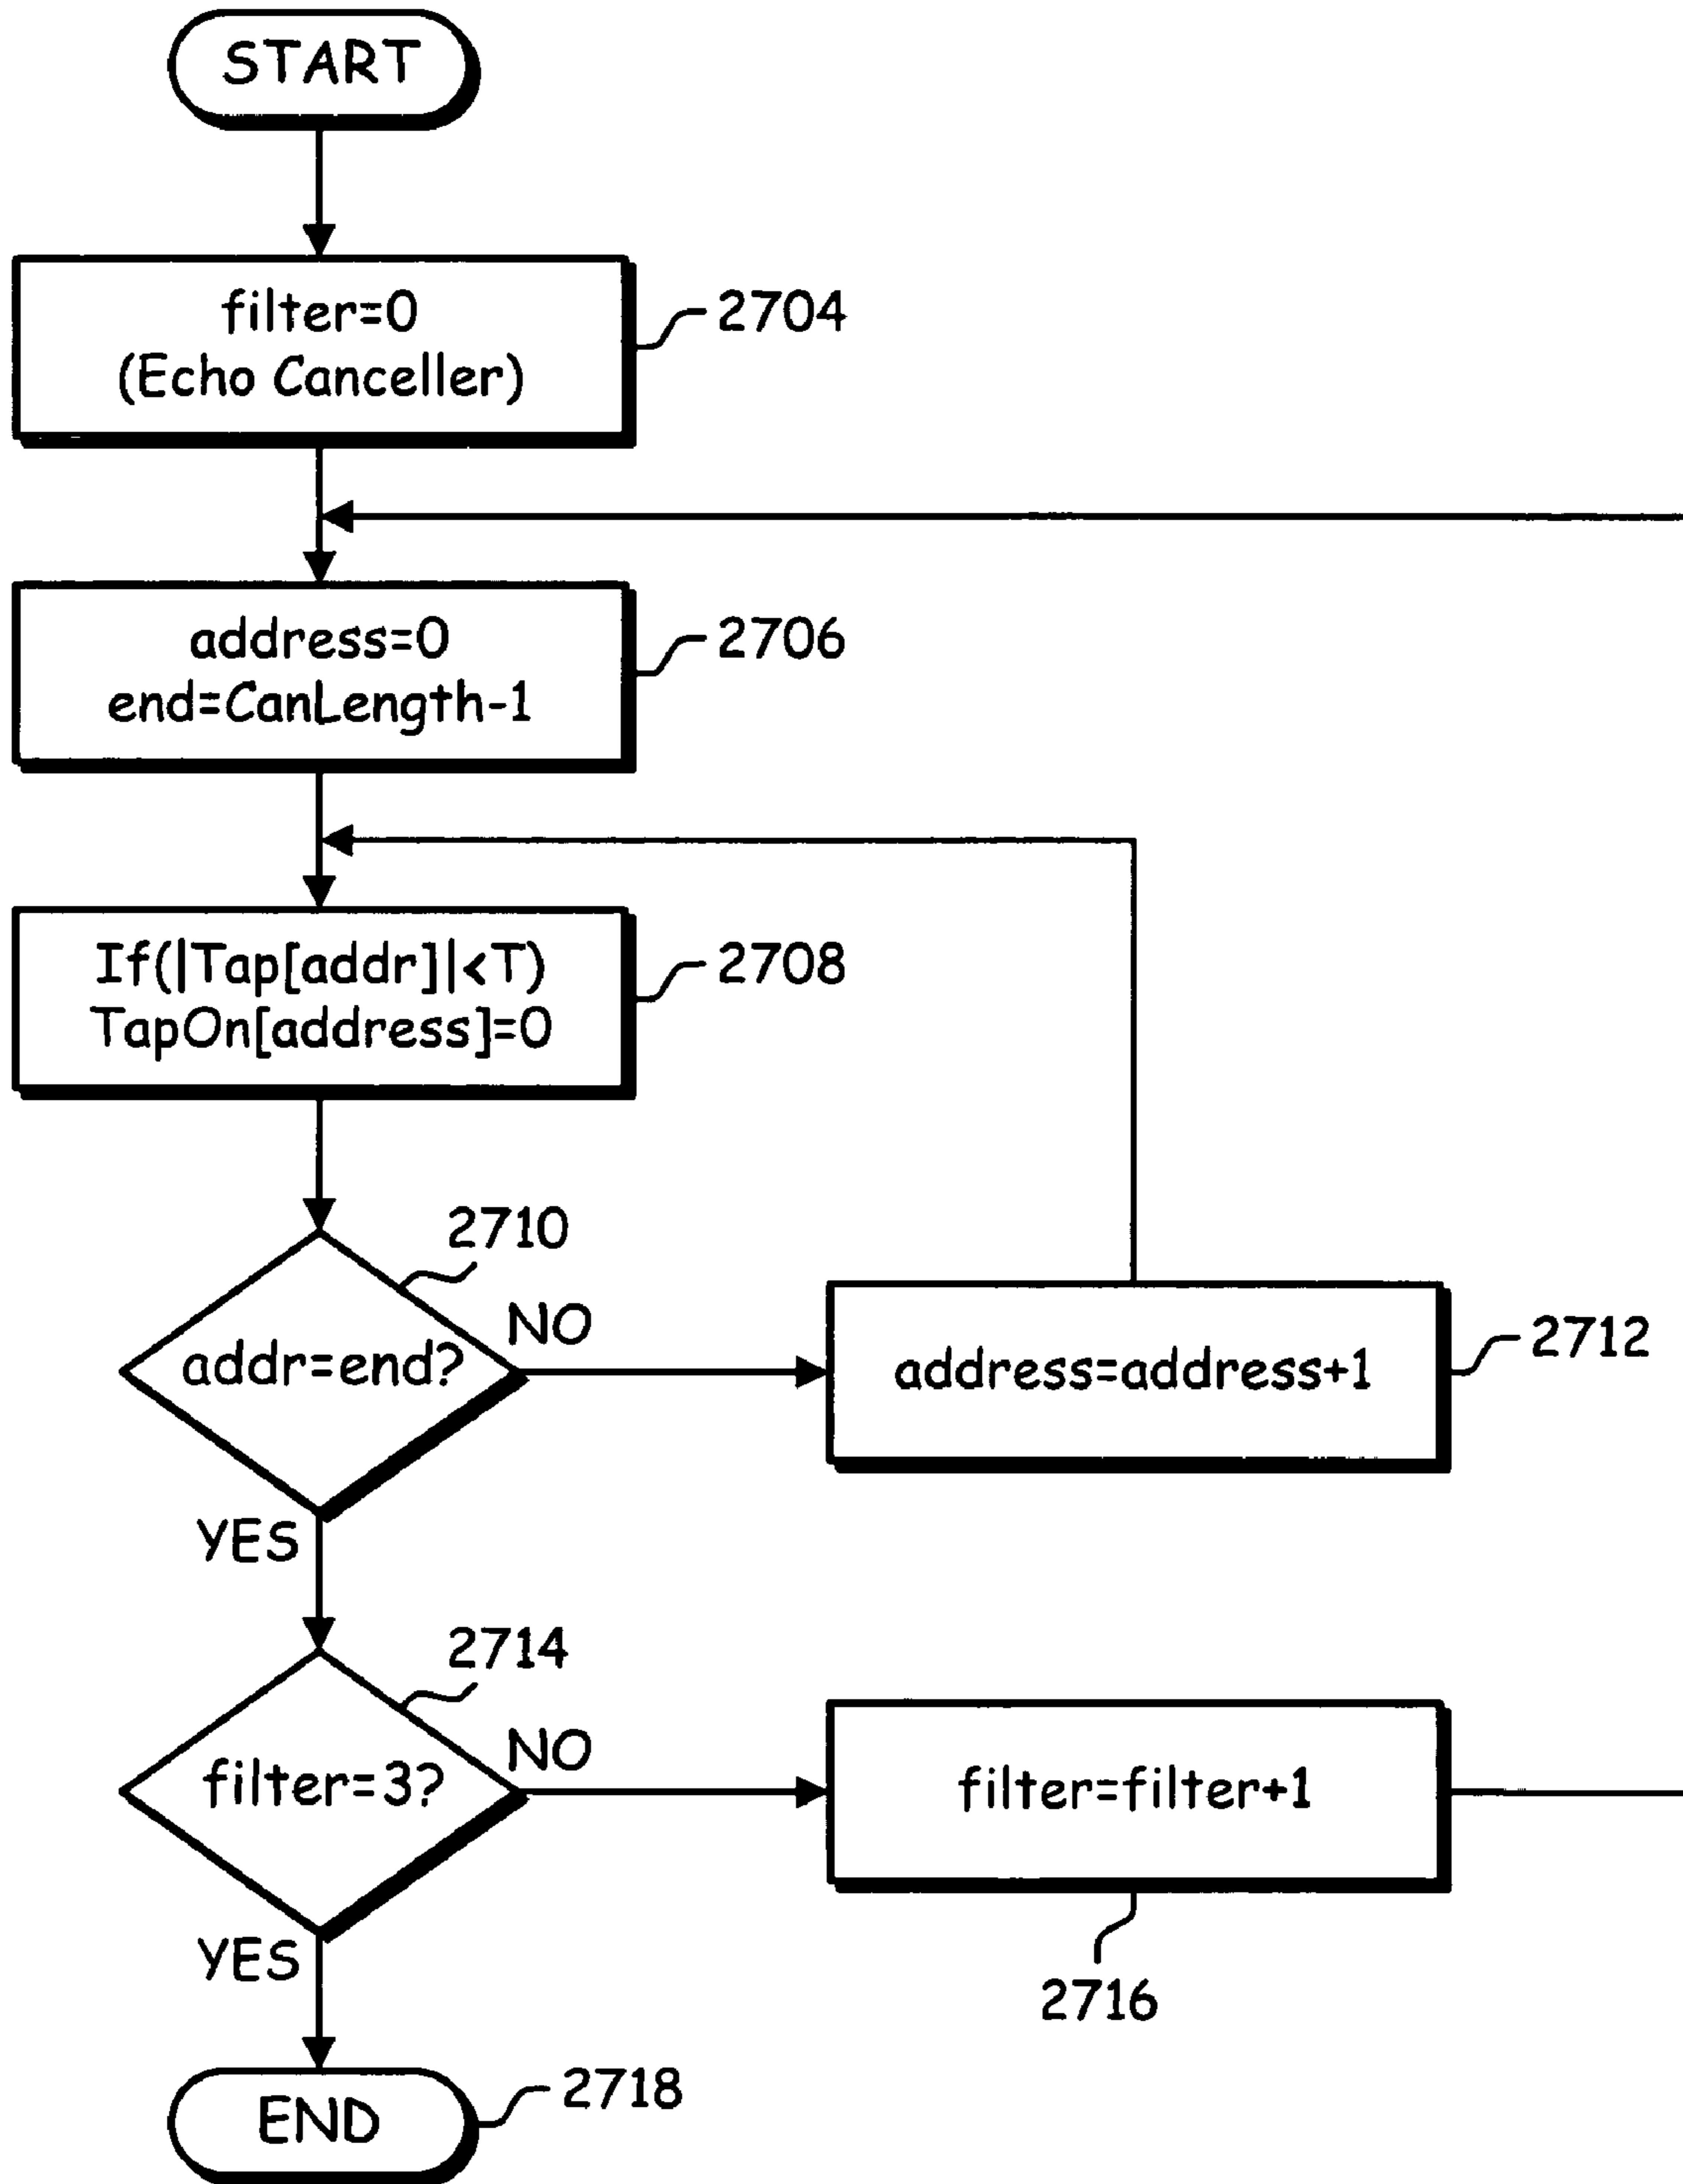 START
filter=0
(Echo Canceller)
2704
address=0
end=CanLength-1
2706
If(|Tap[addr]|<T)
TapOn[address]=0
2708
2710
addr=end?
NO
address=address+1
2712
YES
2714
filter=3?
NO
filter=filter+1
2716
YES
END
2718